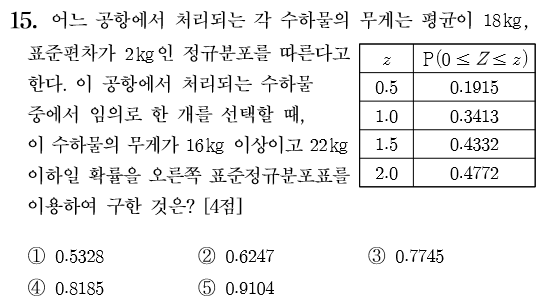 15. 어느 공항에서 처리되는 각 수하물의 무게는 평균이 18kg,
표준편차가 2kg인 정규분포를 따른다고
한다. 이 공항에서 처리되는 수하물
중에서 임의로 한 개를 선택할 때,
이 수하물의 무게가 16kg 이상이고 22kg
이하일 확률을 오른쪽 표준정규분포표를
이용하여 구한 것은? [4점]
z P(0 ≤ Z ≤ z)
0.5 0.1915
1.0 0.3413
1.5 0.4332
2.0 0.4772
① 0.5328 ② 0.6247 ③ 0.7745
④ 0.8185 ⑤ 0.9104